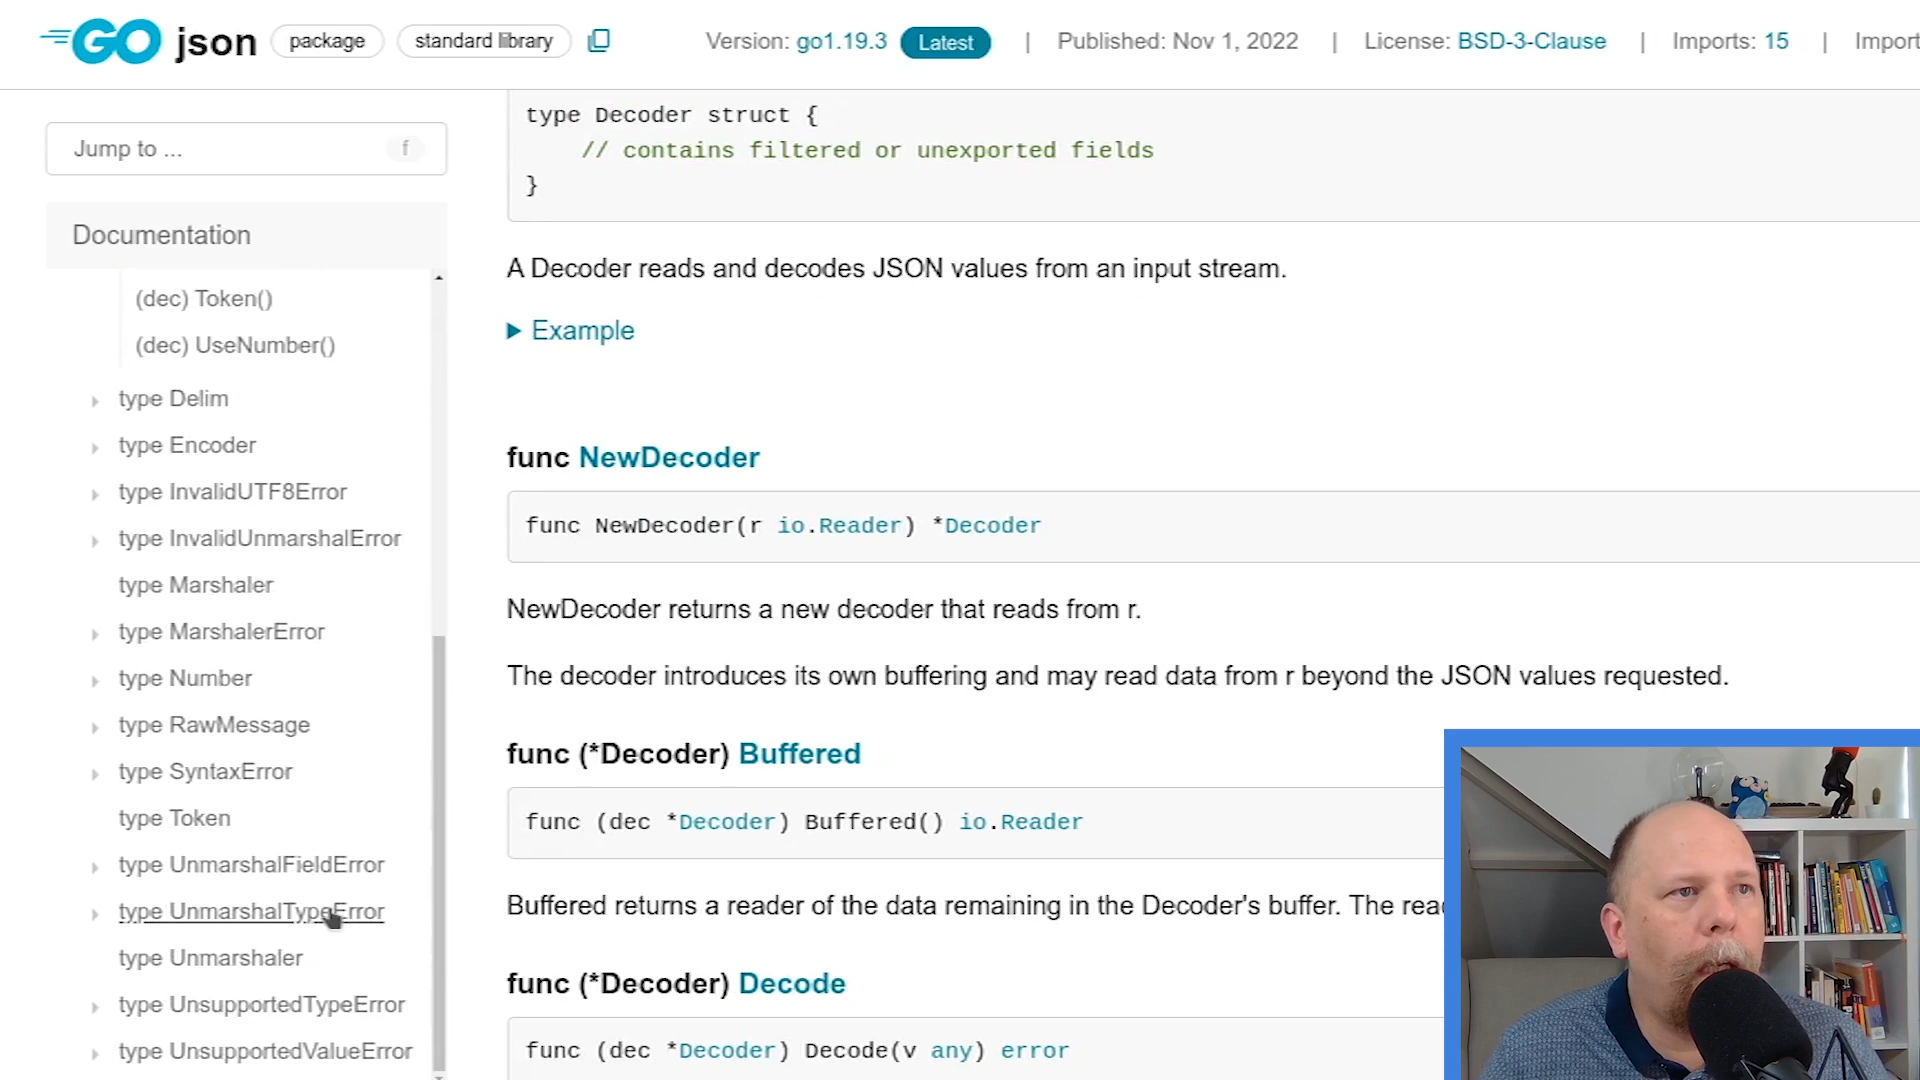 GO json package standard library Version: go1.19.3 Latest | Published: Nov 1, 2022 | License: BSD-3-Clause | Imports: 15 | Import
Jump to ... f
Documentation
(dec) Token()
(dec) UseNumber()
type Delim
type Encoder
type InvalidUTF8Error
type InvalidUnmarshalError
type Marshaler
type MarshalerError
type Number
type RawMessage
type SyntaxError
type Token
type UnmarshalFieldError
type UnmarshalTypeError
type Unmarshaler
type UnsupportedTypeError
type UnsupportedValueError
type Decoder struct {
// contains filtered or unexported fields
}
A Decoder reads and decodes JSON values from an input stream.
Example
func NewDecoder
func NewDecoder(r io.Reader) *Decoder
NewDecoder returns a new decoder that reads from r.
The decoder introduces its own buffering and may read data from r beyond the JSON values requested.
func (*Decoder) Buffered
func (dec *Decoder) Buffered() io.Reader
Buffered returns a reader of the data remaining in the Decoder's buffer. The rea
func (*Decoder) Decode
func (dec *Decoder) Decode(v any) error